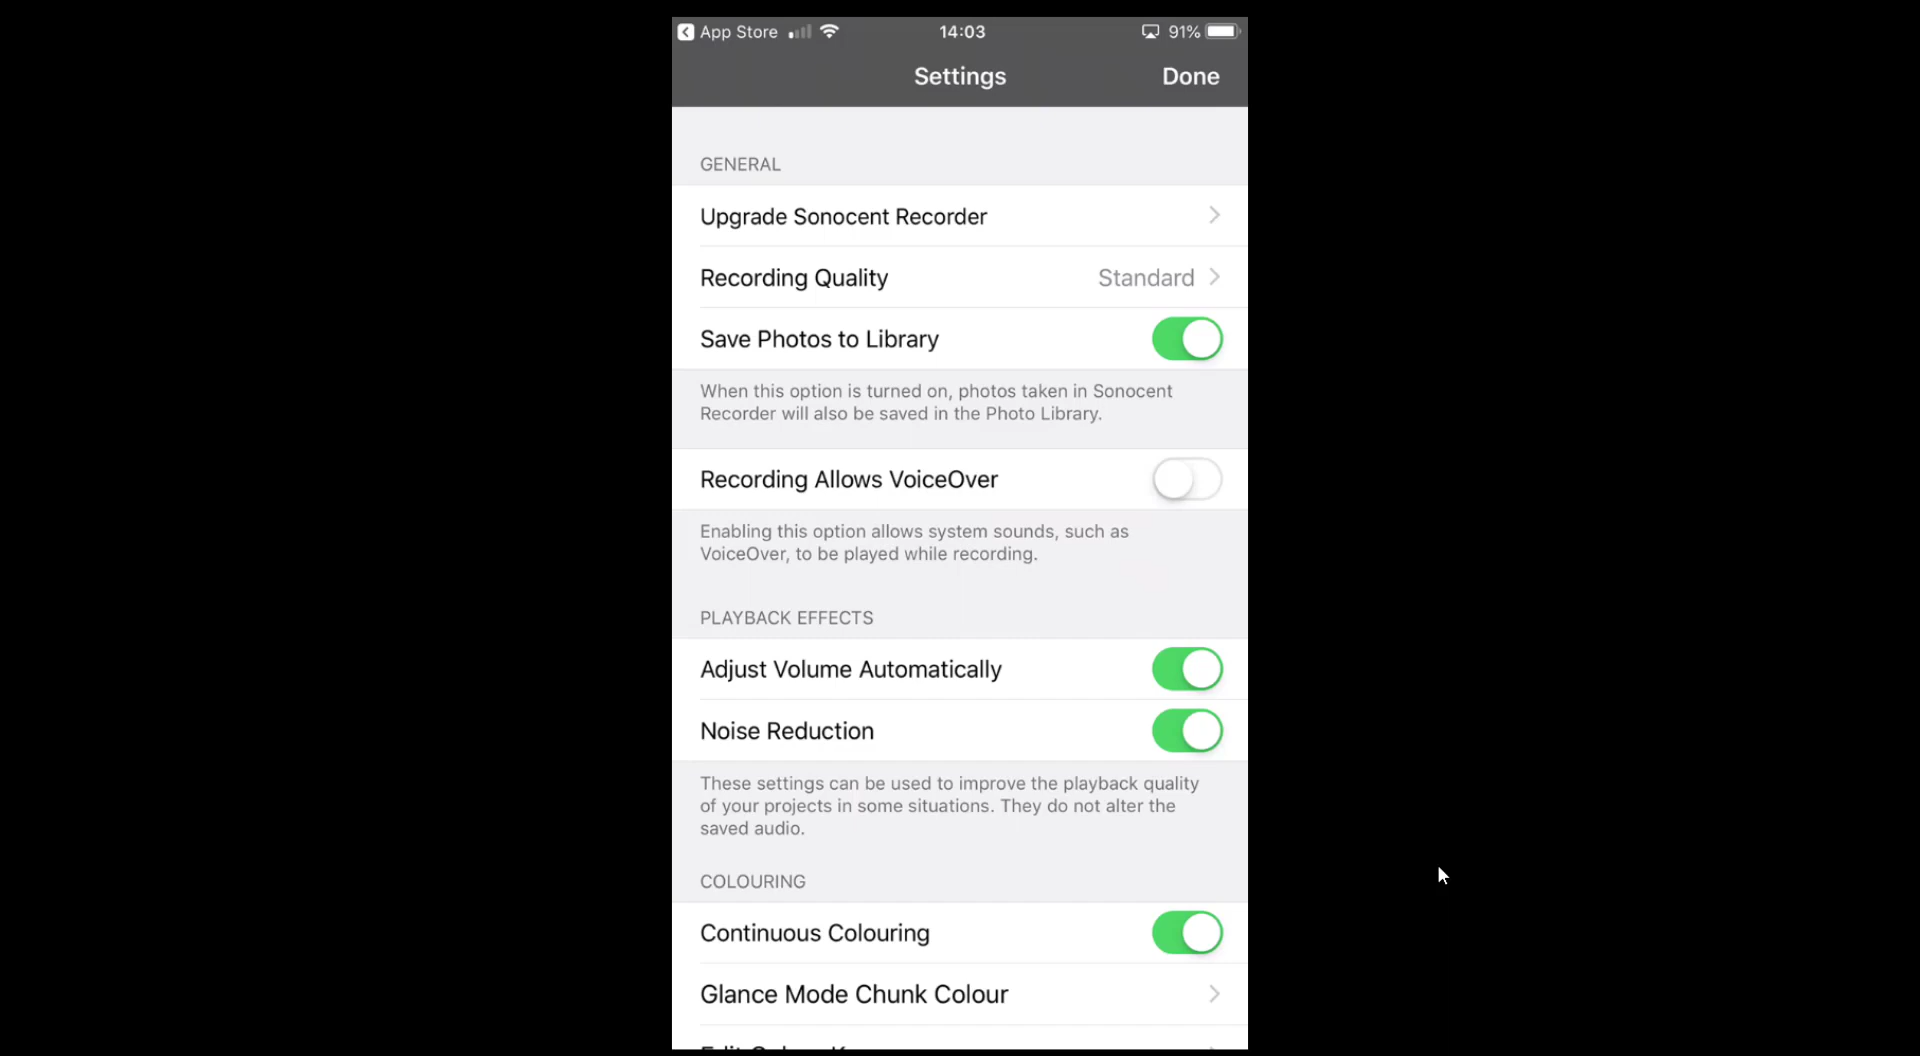 App Store 14:03 91%
Settings Done
GENERAL
Upgrade Sonocent Recorder
Recording Quality Standard
Save Photos to Library
When this option is turned on, photos taken in Sonocent
Recorder will also be saved in the Photo Library.
Recording Allows VoiceOver
Enabling this option allows system sounds, such as
VoiceOver, to be played while recording.
PLAYBACK EFFECTS
Adjust Volume Automatically
Noise Reduction
These settings can be used to improve the playback quality
of your projects in some situations. They do not alter the
saved audio.
COLOURING
Continuous Colouring
Glance Mode Chunk Colour